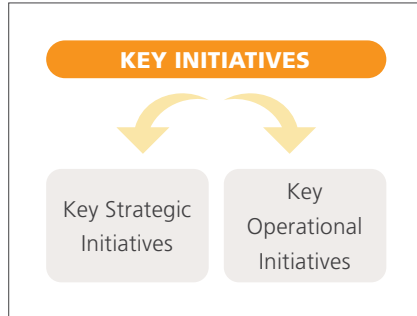 KEY INITIATIVES
Key Strategic
Initiatives
Key
Operational
Initiatives